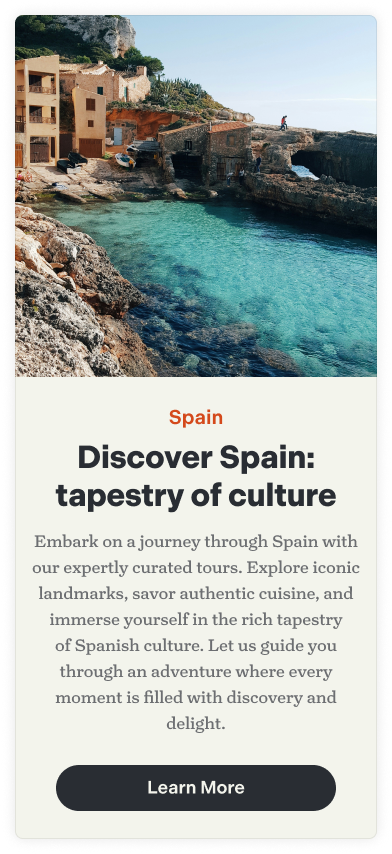 Spain
Discover Spain:
tapestry of culture
Embark on a journey through Spain with
our expertly curated tours. Explore iconic
landmarks, savor authentic cuisine, and
immerse yourself in the rich tapestry
of Spanish culture. Let us guide you
through an adventure where every
moment is filled with discovery and
delight.
Learn More